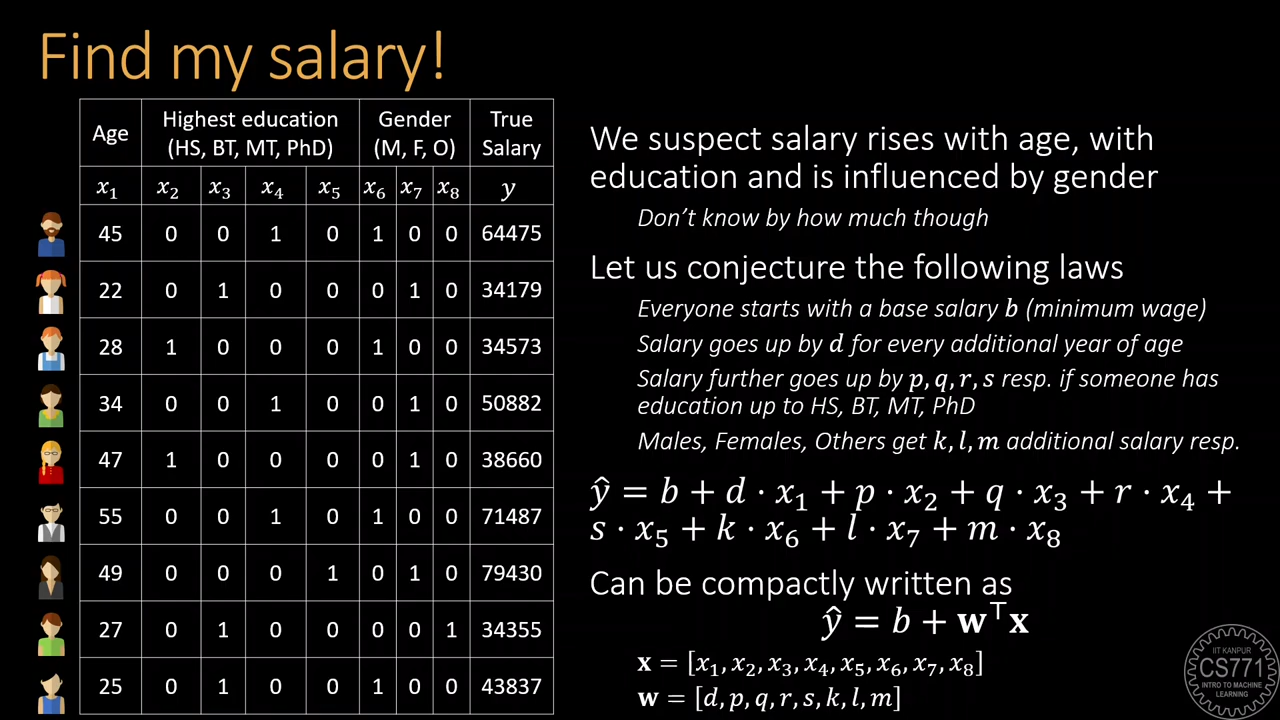 Find my salary!
Age | Highest education (HS, BT, MT, PhD) | Gender (M, F, O) | True Salary
x₁ | x₂ | x₃ | x₄ | x₅ | x₆ | x₇ | x₈ | y
45 | 0 | 0 | 1 | 0 | 1 | 0 | 0 | 64475
22 | 0 | 1 | 0 | 0 | 0 | 1 | 0 | 34179
28 | 1 | 0 | 0 | 0 | 1 | 0 | 0 | 34573
34 | 0 | 0 | 1 | 0 | 0 | 1 | 0 | 50882
47 | 1 | 0 | 0 | 0 | 0 | 1 | 0 | 38660
55 | 0 | 0 | 1 | 0 | 1 | 0 | 0 | 71487
49 | 0 | 0 | 0 | 1 | 0 | 1 | 0 | 79430
27 | 0 | 1 | 0 | 0 | 0 | 0 | 1 | 34355
25 | 0 | 1 | 0 | 0 | 1 | 0 | 0 | 43837
We suspect salary rises with age, with
education and is influenced by gender
Don’t know by how much though
Let us conjecture the following laws
Everyone starts with a base salary b (minimum wage)
Salary goes up by d for every additional year of age
Salary further goes up by p, q, r, s resp. if someone has
education up to HS, BT, MT, PhD
Males, Females, Others get k, l, m additional salary resp.
ŷ = b + d · x₁ + p · x₂ + q · x₃ + r · x₄ +
s · x₅ + k · x₆ + l · x₇ + m · x₈
Can be compactly written as
ŷ = b + w⊤x
x = [x₁, x₂, x₃, x₄, x₅, x₆, x₇, x₈]
w = [d, p, q, r, s, k, l, m]
IIT KANPUR
CS771
INTRO TO MACHINE
LEARNING